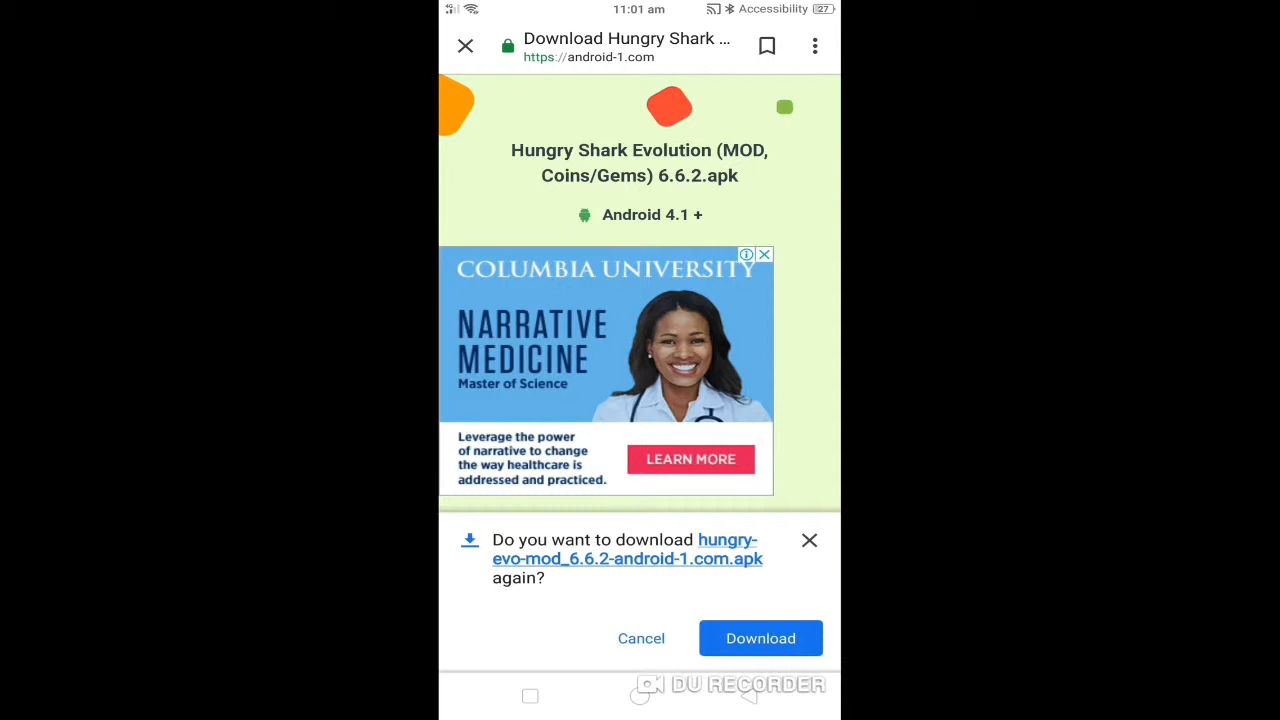 11:01 am
Accessibility 27
Download Hungry Shark ...
https://android-1.com
Hungry Shark Evolution (MOD,
Coins/Gems) 6.6.2.apk
Android 4.1 +
COLUMBIA UNIVERSITY
NARRATIVE
MEDICINE
Master of Science
Leverage the power
of narrative to change
the way healthcare is
addressed and practiced.
LEARN MORE
Do you want to download hungry-
evo-mod_6.6.2-android-1.com.apk
again?
Cancel
Download
DU RECORDER